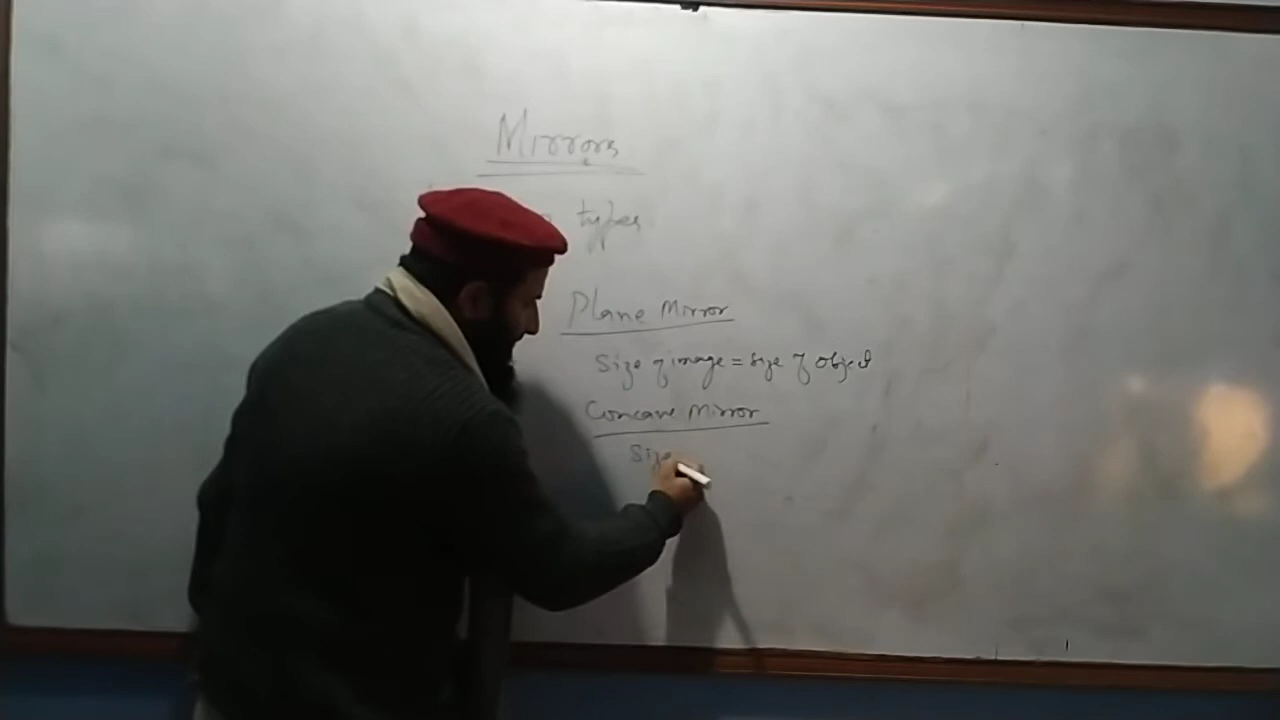 Mirrors
types
Plane Mirror
Size of image = Size of object
Concave Mirror
Size